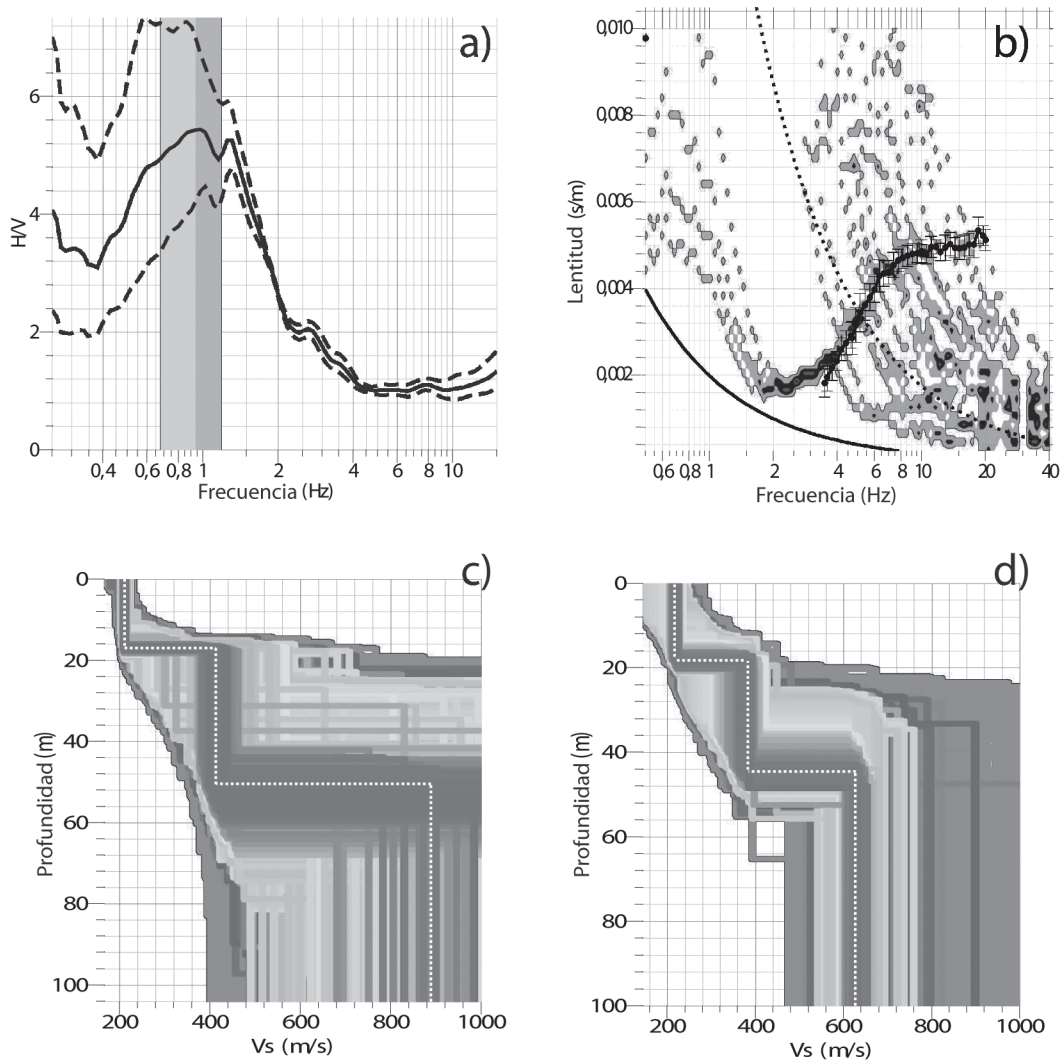 a)
6
4
2
0
H/V
0,4 0,6 0,8 1 2 4 6 8 10
Frecuencia (Hz)
b)
0,010
0,008
0,006
0,004
0,002
Lentitud (s/m)
0,6 0,8 1 2 4 6 8 10 20 40
Frecuencia (Hz)
c)
0
20
40
60
80
100
Profundidad (m)
200 400 600 800 1000
Vs (m/s)
d)
0
20
40
60
80
100
Profundidad (m)
200 400 600 800 1000
Vs (m/s)